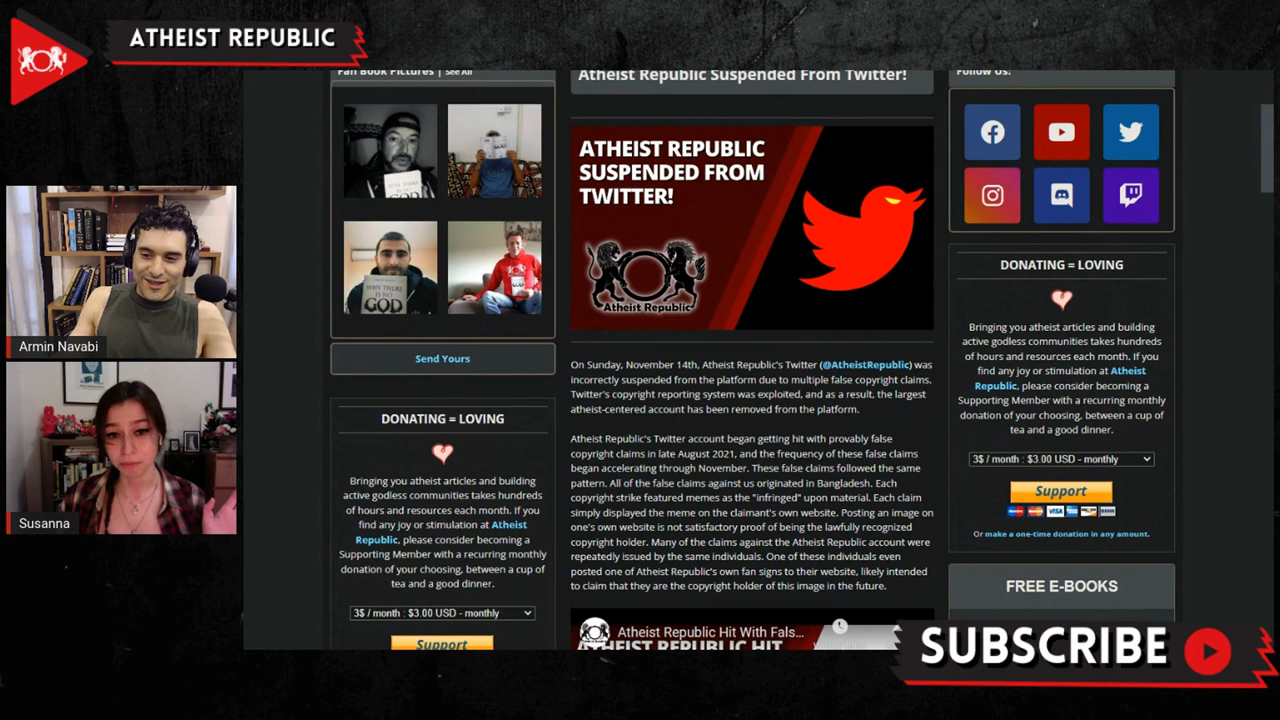 ATHEIST REPUBLIC
Armin Navabi
Susanna
Fan Book Pictures | See All
WHY THERE
IS NO
GOD
Send Yours
DONATING = LOVING
Bringing you atheist articles and building
active godless communities takes hundreds
of hours and resources each month. If you
find any joy or stimulation at Atheist
Republic, please consider becoming a
Supporting Member with a recurring monthly
donation of your choosing, between a cup of
tea and a good dinner.
3$ / month : $3.00 USD - monthly
Support
Atheist Republic Suspended From Twitter!
ATHEIST REPUBLIC
SUSPENDED FROM
TWITTER!
Atheist Republic
On Sunday, November 14th, Atheist Republic's Twitter (@AtheistRepublic) was
incorrectly suspended from the platform due to multiple false copyright claims.
Twitter's copyright reporting system was exploited, and as a result, the largest
atheist-centered account has been removed from the platform.
Atheist Republic's Twitter account began getting hit with provably false
copyright claims in late August 2021, and the frequency of these false claims
began accelerating through November. These false claims followed the same
pattern. All of the false claims against us originated in Bangladesh. Each
copyright strike featured memes as the "infringed" upon material. Each claim
simply displayed the meme on the claimant's own website. Posting an image on
one's own website is not satisfactory proof of being the lawfully recognized
copyright holder. Many of the claims against the Atheist Republic account were
repeatedly issued by the same individuals. One of these individuals even
posted one of Atheist Republic's own fan signs to their website, likely intended
to claim that they are the copyright holder of this image in the future.
Atheist Republic Hit With Fals...
ATHEIST REPUBLIC HIT
Follow Us:
DONATING = LOVING
Bringing you atheist articles and building
active godless communities takes hundreds
of hours and resources each month. If you
find any joy or stimulation at Atheist
Republic, please consider becoming a
Supporting Member with a recurring monthly
donation of your choosing, between a cup of
tea and a good dinner.
3$ / month : $3.00 USD - monthly
Support
VISA
BANK
Or make a one-time donation in any amount.
FREE E-BOOKS
SUBSCRIBE